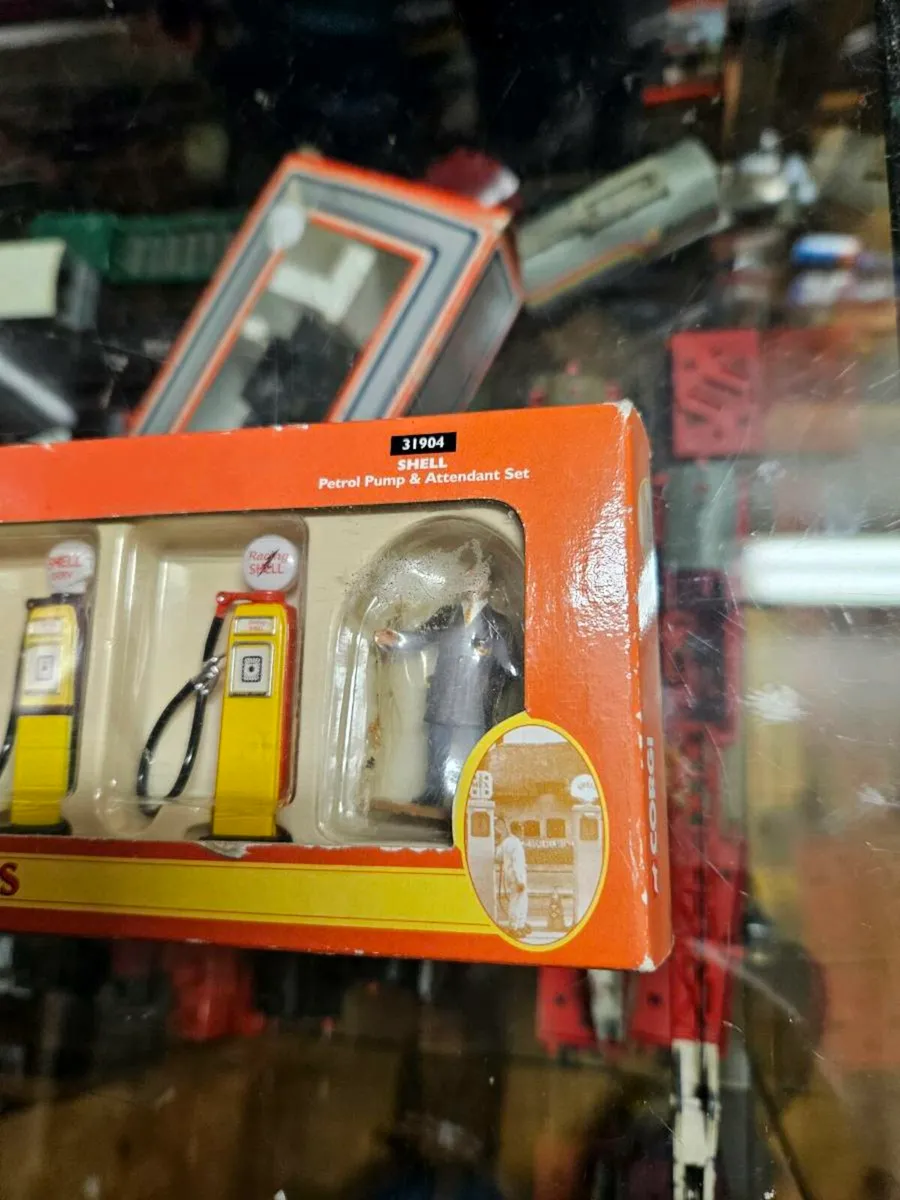 31904
SHELL
Petrol Pump & Attendant Set
SHELL
Racing
SHELL
S
CORGI